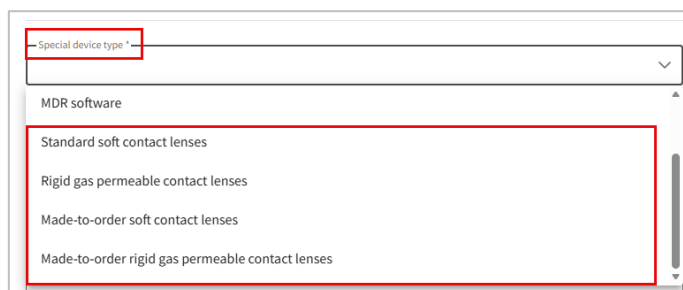 Special device type *
MDR software
Standard soft contact lenses
Rigid gas permeable contact lenses
Made-to-order soft contact lenses
Made-to-order rigid gas permeable contact lenses